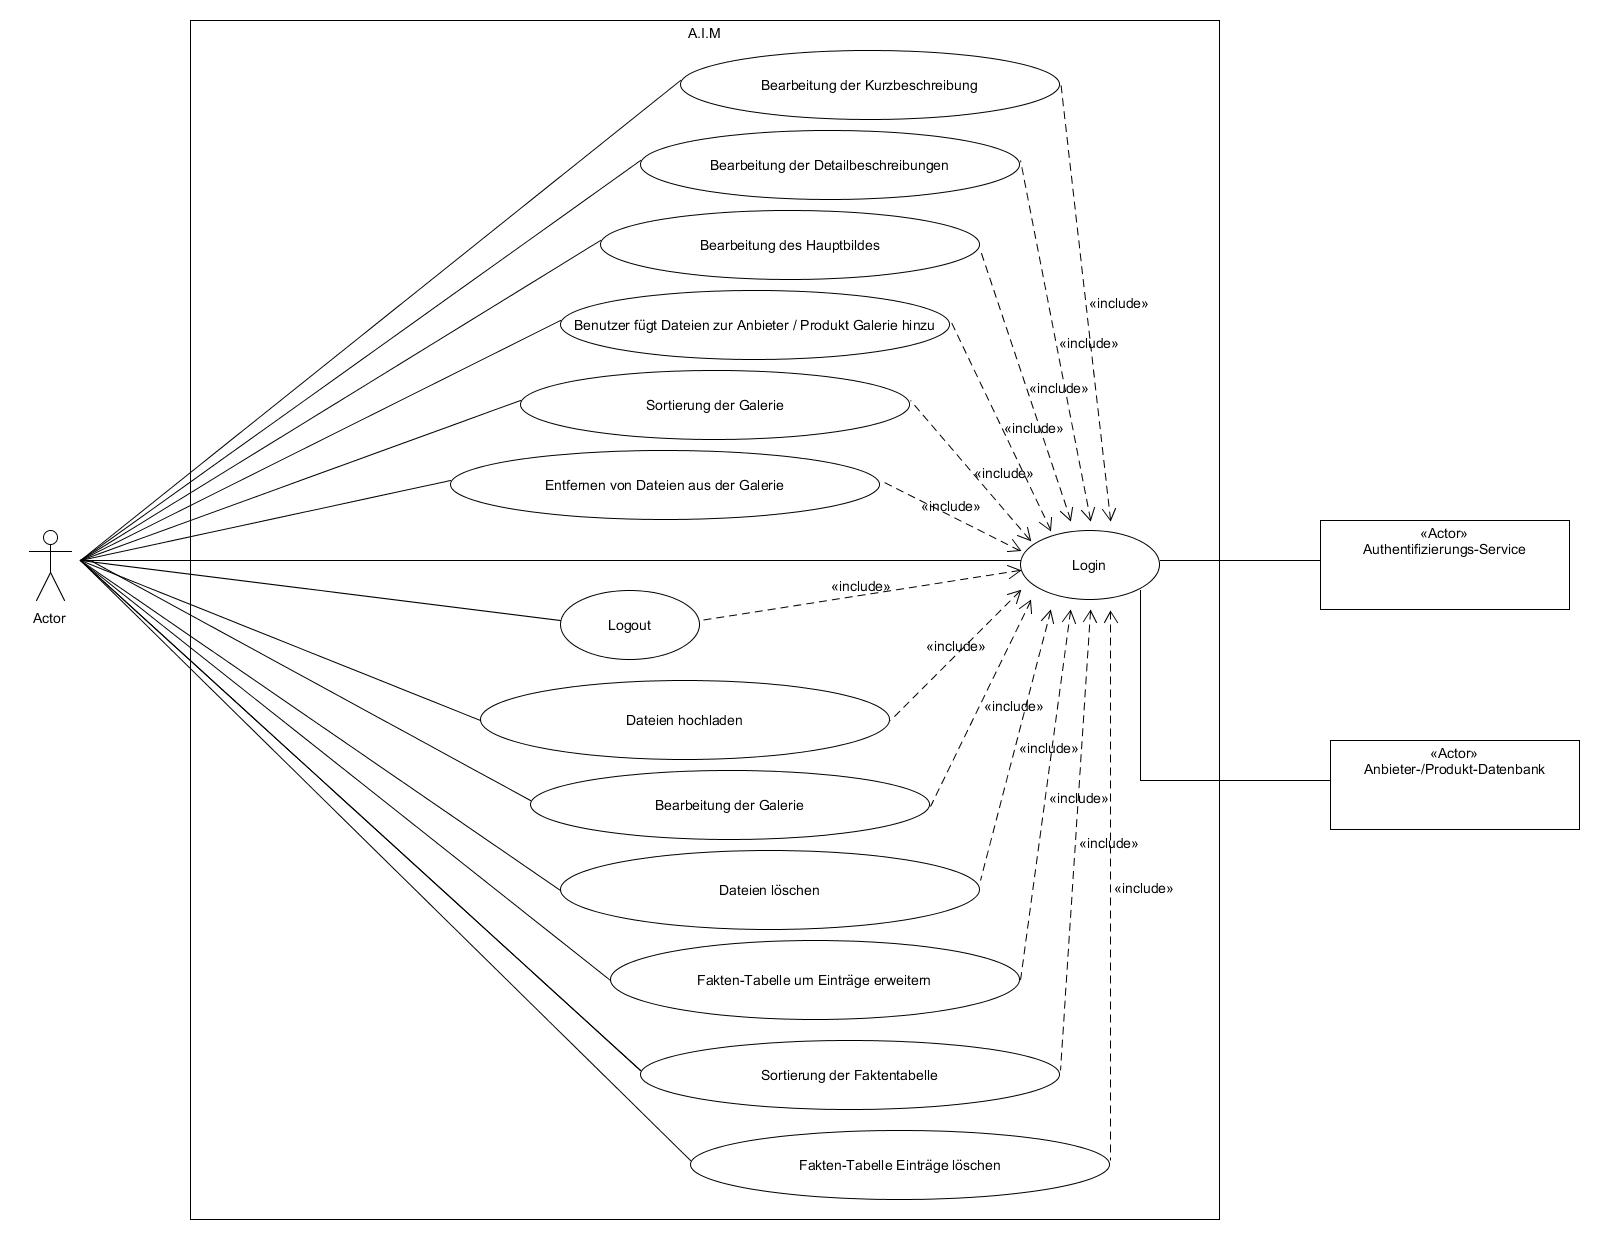 A.I.M
Bearbeitung der Kurzbeschreibung
Bearbeitung der Detailbeschreibungen
Bearbeitung des Hauptbildes
«include»
Benutzer fügt Dateien zur Anbieter / Produkt Galerie hinzu
«include»
«include»
Sortierung der Galerie
«include»
«include»
Entfernen von Dateien aus der Galerie
«include»
«Actor»
Authentifizierungs-Service
Login
«include»
Actor
Logout
«include»
«include»
Dateien hochladen
«include»
«Actor»
Anbieter-/Produkt-Datenbank
«include»
Bearbeitung der Galerie
«include»
Dateien löschen
«include»
Fakten-Tabelle um Einträge erweitern
Sortierung der Faktentabelle
Fakten-Tabelle Einträge löschen